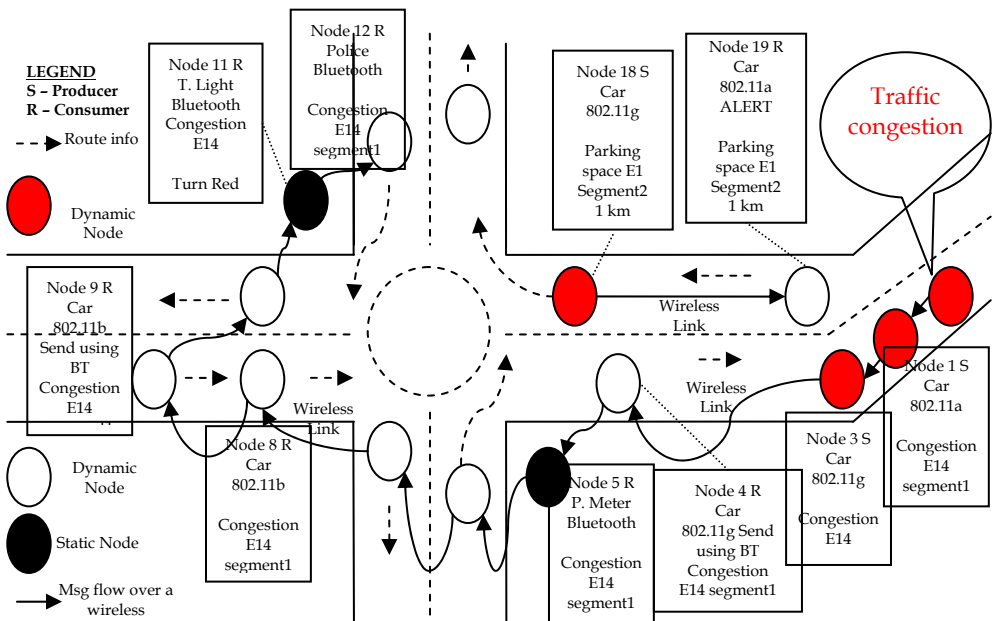 LEGEND
S – Producer
R – Consumer
Route info
Dynamic
Node
Node 11 R
T. Light
Bluetooth
Congestion
E14
Turn Red
Node 12 R
Police
Bluetooth
Congestion
E14
segment1
Node 18 S
Car
802.11g
Parking
space E1
Segment2
1 km
Node 19 R
Car
802.11a
ALERT
Parking
space E1
Segment2
1 km
Traffic
congestion
Node 9 R
Car
802.11b
Send using
BT
Congestion
E14
Wireless
Link
Wireless
Link
Wireless
Link
Dynamic
Node
Static Node
Msg flow over a
wireless
Node 8 R
Car
802.11b
Congestion
E14
segment1
Node 5 R
P. Meter
Bluetooth
Congestion
E14
segment1
Node 4 R
Car
802.11g Send
using BT
Congestion
E14 segment1
Node 3 S
Car
802.11g
Congestion
E14
Node 1 S
Car
802.11a
Congestion
E14
segment1